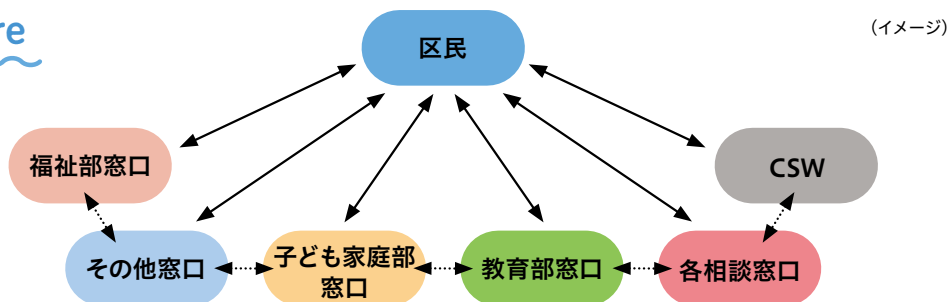 re
(イメージ)
区民
福祉部窓口
CSW
その他窓口
子ども家庭部
窓口
教育部窓口
各相談窓口